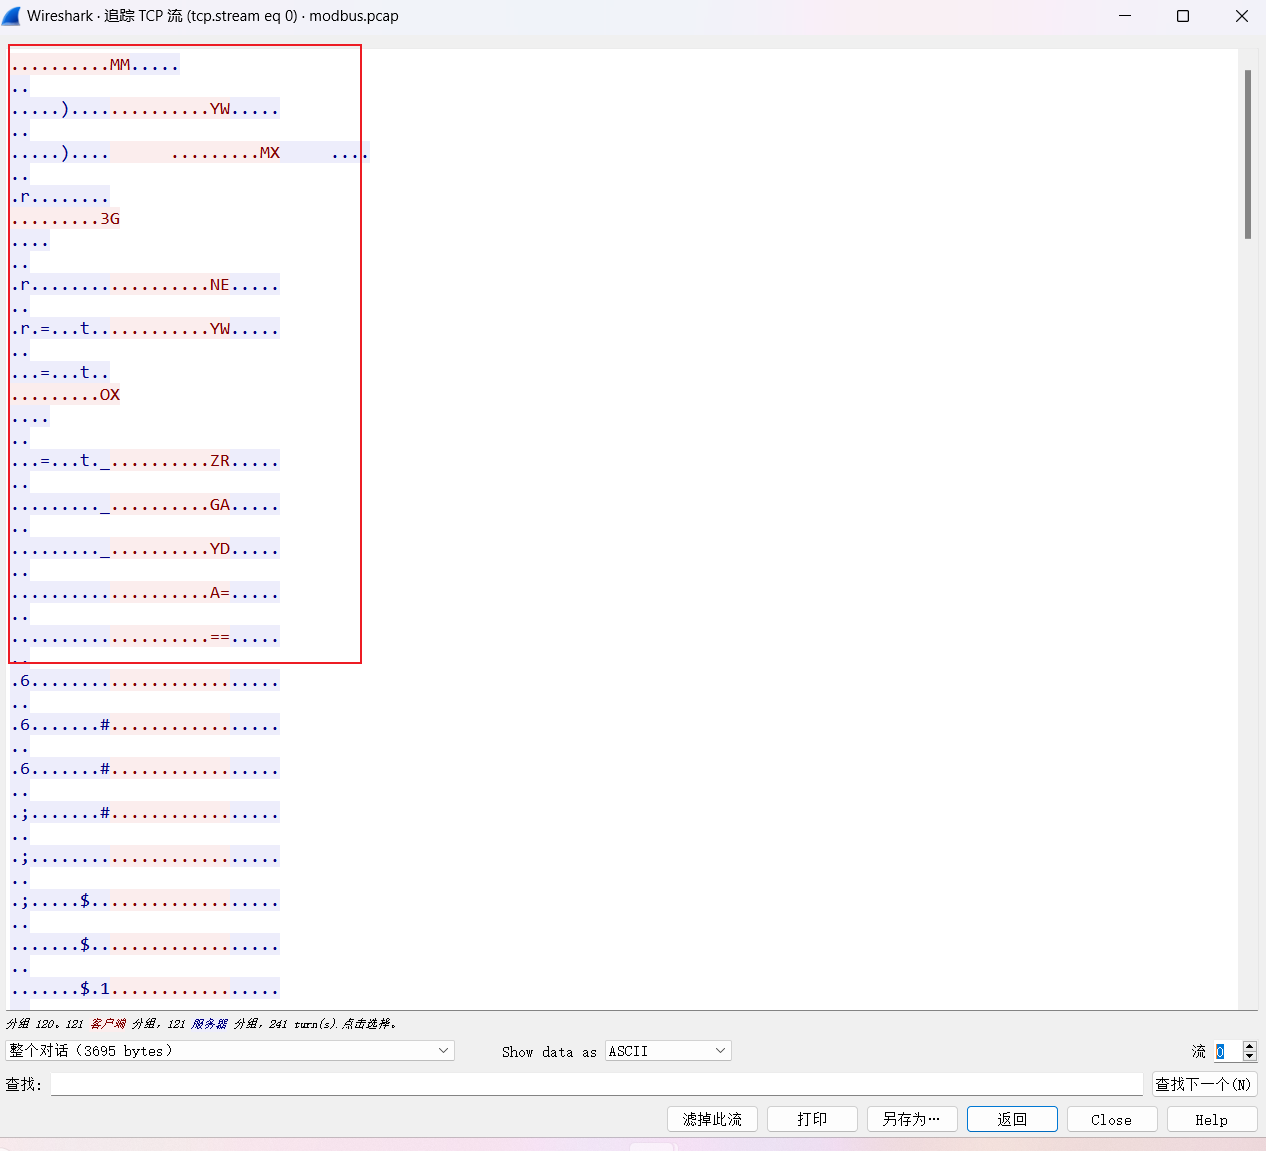 Wireshark · 追踪 TCP 流 (tcp.stream eq 0) · modbus.pcap
..........MM.....
..
.....)..............YW.....
..
.....)....      .........MX     ....
..
.r........
.........3G
....
..
.r..................NE.....
..
.r.=...t............YW.....
..
...=...t..
.........OX
....
..
...=...t._..........ZR.....
..
........._..........GA.....
..
........._..........YD.....
..
....................A=.....
..
....................==.....
..
.6.........................
..
.6.......#.................
..
.6.......#.................
..
.;.......#.................
..
.;.........................
..
.;.....$...................
..
.......$...................
..
.......$.1.................
分组 120。121 客户端 分组，121 服务器 分组，241 turn(s).点击选择。
整个对话（3695 bytes）
Show data as ASCII
流 0
查找:
查找下一个(N)
滤掉此流
打印
另存为…
返回
Close
Help